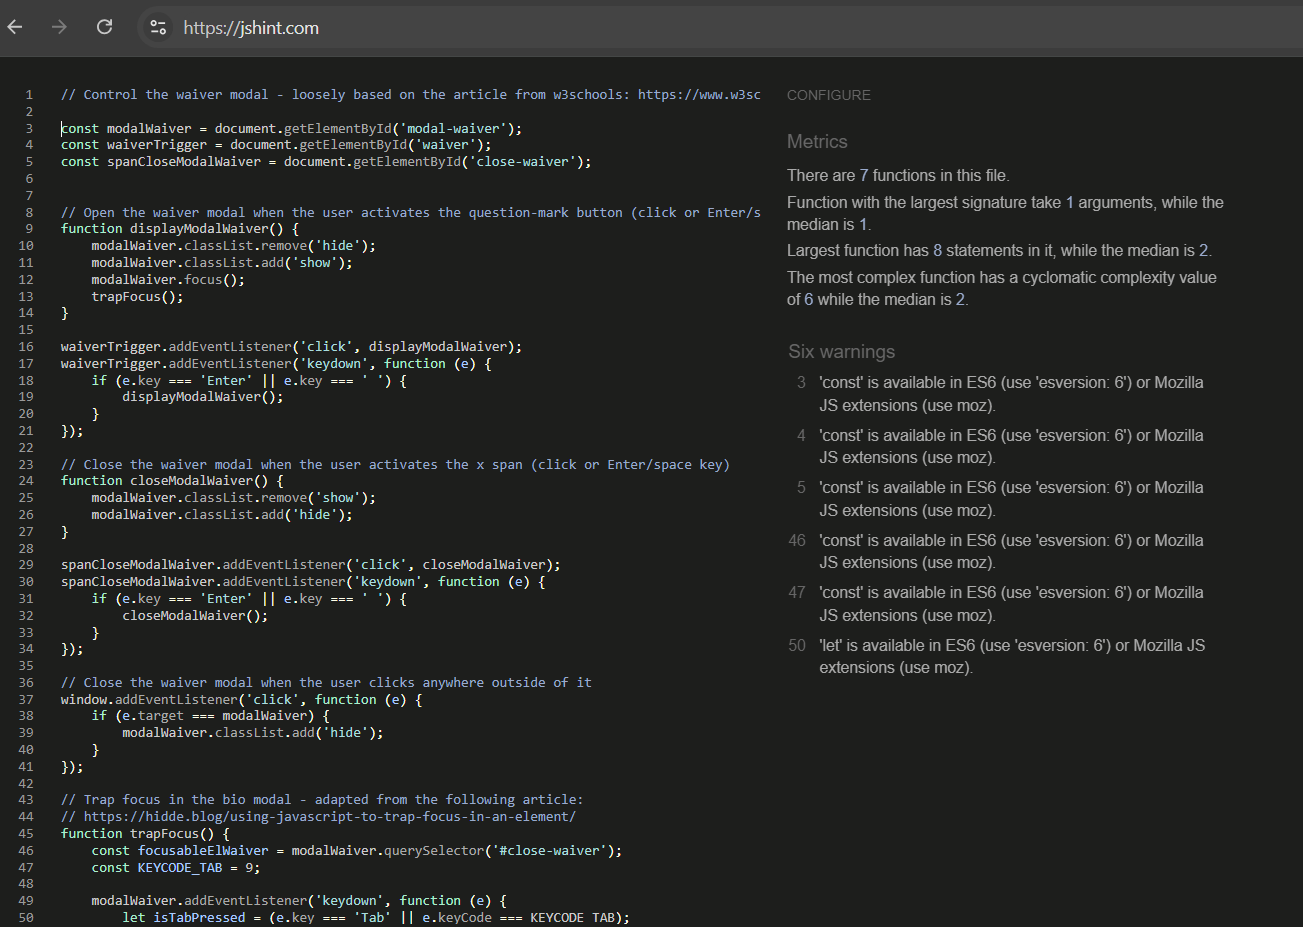 https://jshint.com
1 // Control the waiver modal - loosely based on the article from w3schools: https://www.w3sc
2
3 const modalWaiver = document.getElementById('modal-waiver');
4 const waiverTrigger = document.getElementById('waiver');
5 const spanCloseModalWaiver = document.getElementById('close-waiver');
6
7
8 // Open the waiver modal when the user activates the question-mark button (click or Enter/s
9 function displayModalWaiver() {
10     modalWaiver.classList.remove('hide');
11     modalWaiver.classList.add('show');
12     modalWaiver.focus();
13     trapFocus();
14 }
15
16 waiverTrigger.addEventListener('click', displayModalWaiver);
17 waiverTrigger.addEventListener('keydown', function (e) {
18     if (e.key === 'Enter' || e.key === ' ') {
19         displayModalWaiver();
20     }
21 });
22
23 // Close the waiver modal when the user activates the x span (click or Enter/space key)
24 function closeModalWaiver() {
25     modalWaiver.classList.remove('show');
26     modalWaiver.classList.add('hide');
27 }
28
29 spanCloseModalWaiver.addEventListener('click', closeModalWaiver);
30 spanCloseModalWaiver.addEventListener('keydown', function (e) {
31     if (e.key === 'Enter' || e.key === ' ') {
32         closeModalWaiver();
33     }
34 });
35
36 // Close the waiver modal when the user clicks anywhere outside of it
37 window.addEventListener('click', function (e) {
38     if (e.target === modalWaiver) {
39         modalWaiver.classList.add('hide');
40     }
41 });
42
43 // Trap focus in the bio modal - adapted from the following article:
44 // https://hidde.blog/using-javascript-to-trap-focus-in-an-element/
45 function trapFocus() {
46     const focusableElWaiver = modalWaiver.querySelector('#close-waiver');
47     const KEYCODE_TAB = 9;
48
49     modalWaiver.addEventListener('keydown', function (e) {
50         let isTabPressed = (e.key === 'Tab' || e.keyCode === KEYCODE_TAB);
CONFIGURE
Metrics
There are 7 functions in this file.
Function with the largest signature take 1 arguments, while the
median is 1.
Largest function has 8 statements in it, while the median is 2.
The most complex function has a cyclomatic complexity value
of 6 while the median is 2.
Six warnings
3 'const' is available in ES6 (use 'esversion: 6') or Mozilla
JS extensions (use moz).
4 'const' is available in ES6 (use 'esversion: 6') or Mozilla
JS extensions (use moz).
5 'const' is available in ES6 (use 'esversion: 6') or Mozilla
JS extensions (use moz).
46 'const' is available in ES6 (use 'esversion: 6') or Mozilla
JS extensions (use moz).
47 'const' is available in ES6 (use 'esversion: 6') or Mozilla
JS extensions (use moz).
50 'let' is available in ES6 (use 'esversion: 6') or Mozilla JS
extensions (use moz).